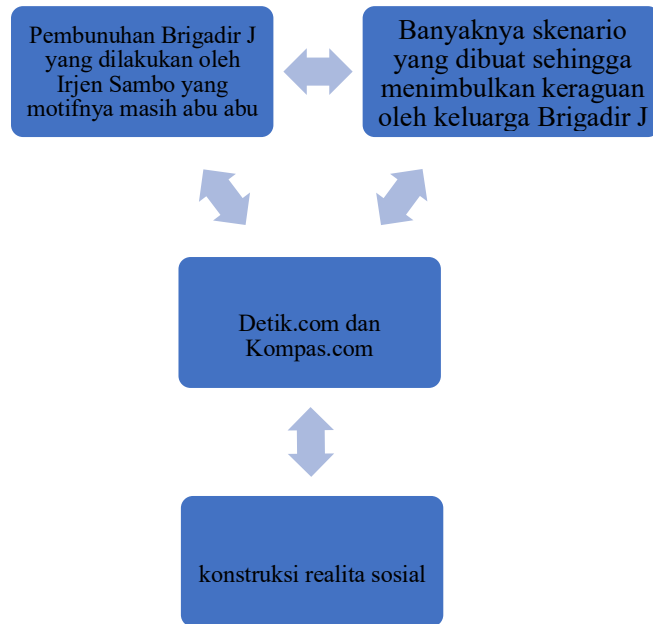 Pembunuhan Brigadir J
yang dilakukan oleh
Irjen Sambo yang
motifnya masih abu abu
Banyaknya skenario
yang dibuat sehingga
menimbulkan keraguan
oleh keluarga Brigadir J
Detik.com dan
Kompas.com
konstruksi realita sosial